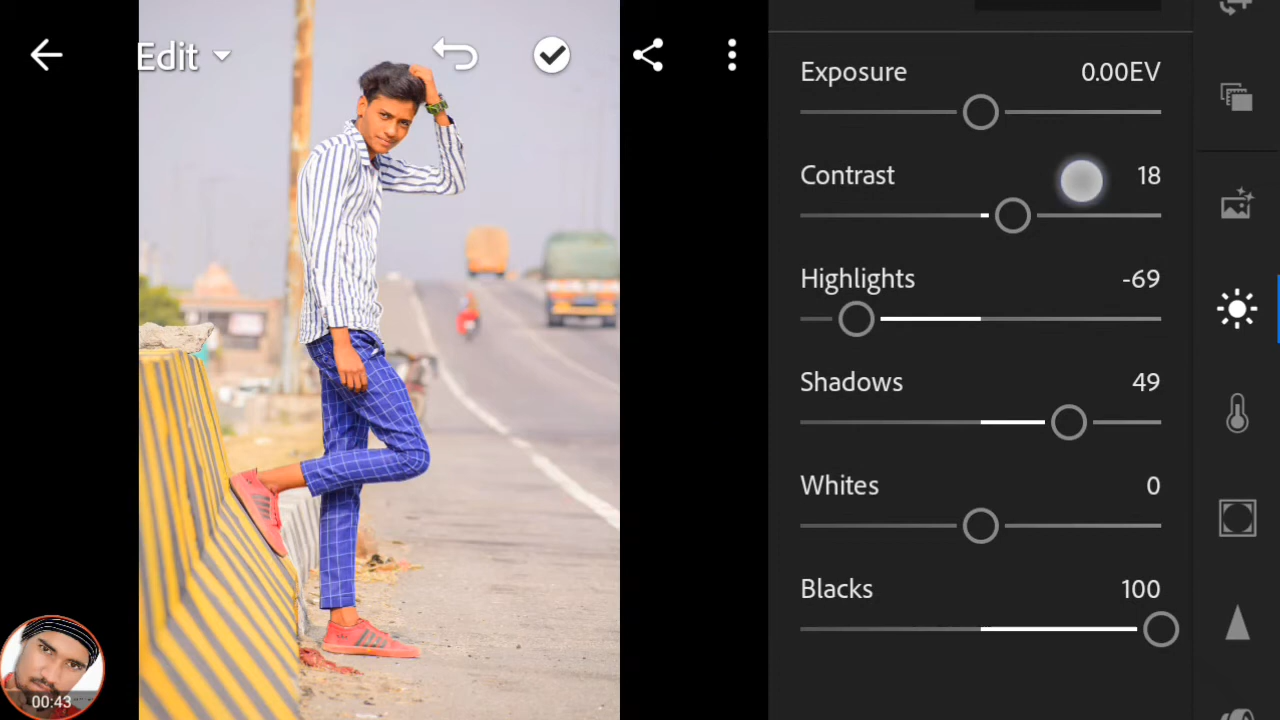 Edit
Exposure 0.00EV
Contrast 18
Highlights -69
Shadows 49
Whites 0
Blacks 100
00:43